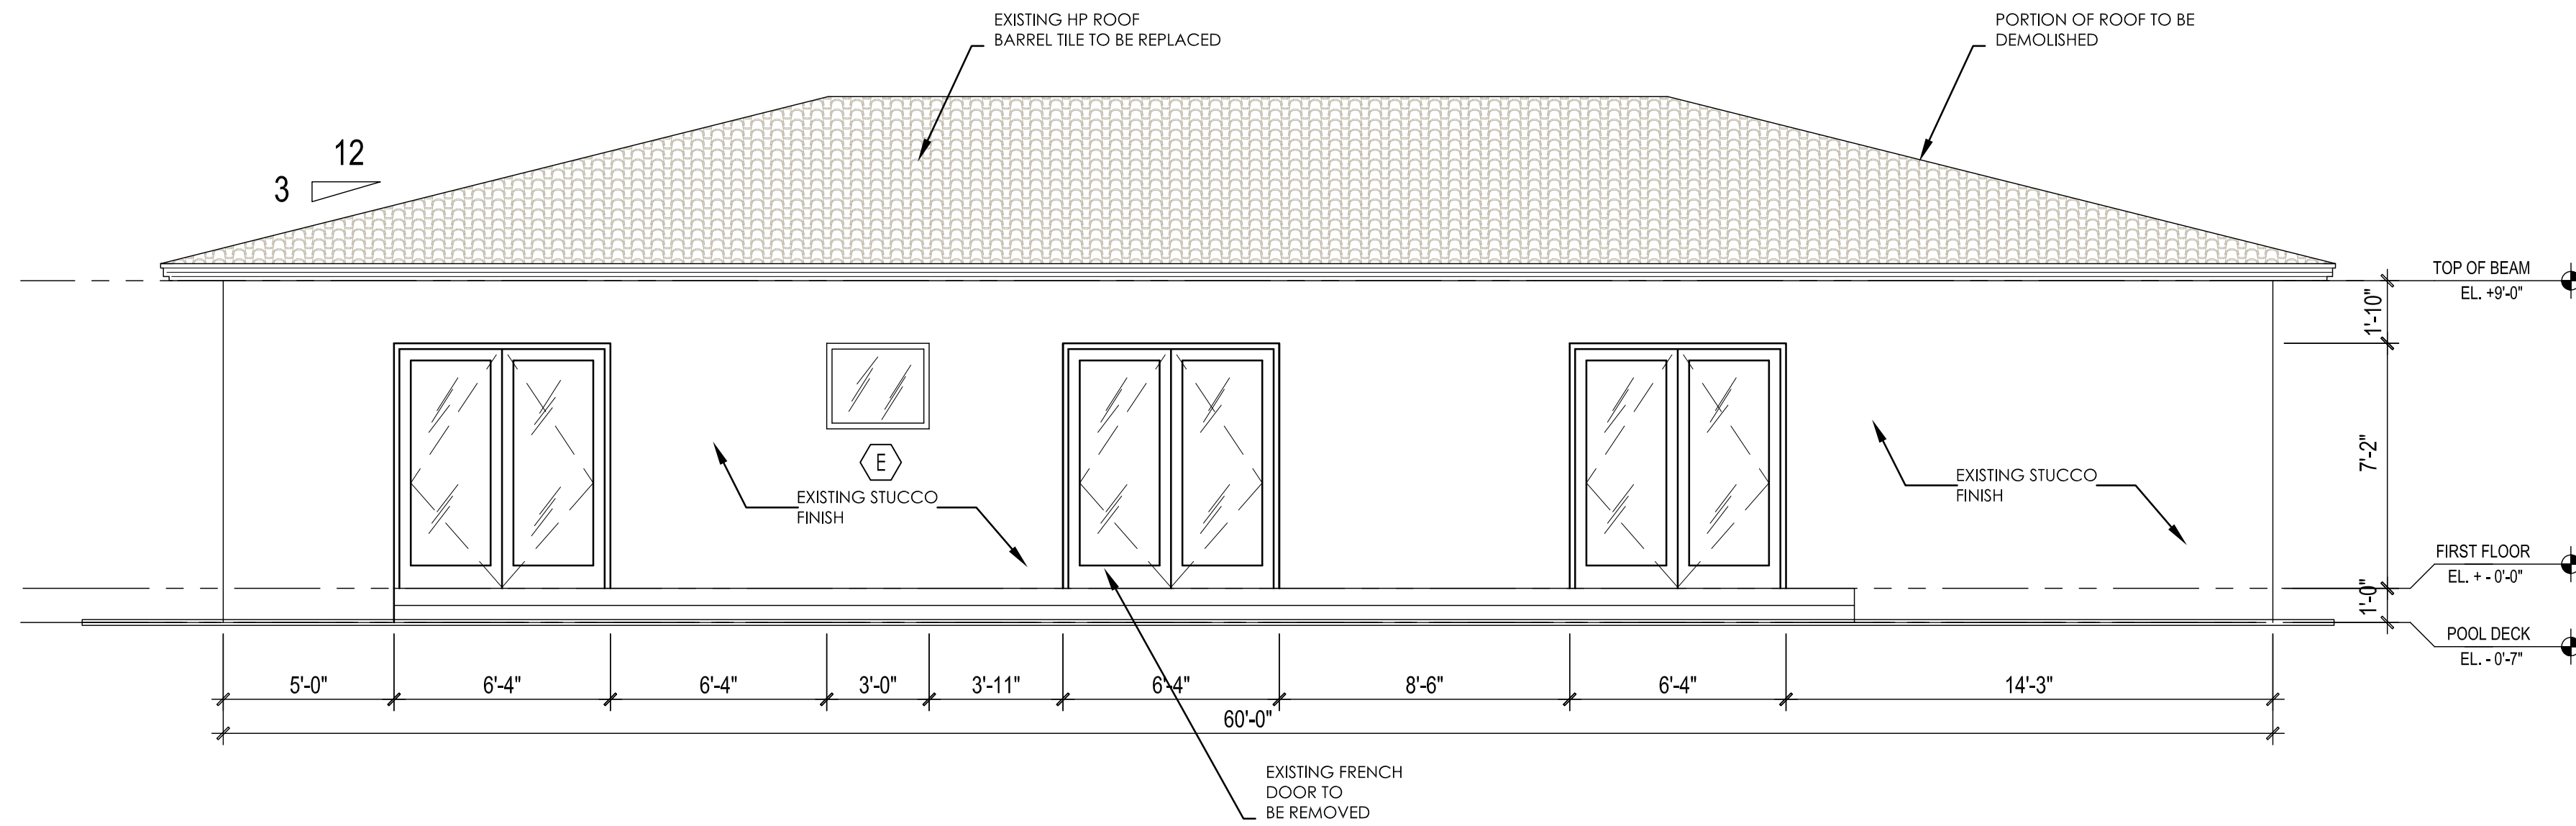 EXISTING HP ROOF
BARREL TILE TO BE REPLACED
PORTION OF ROOF TO BE
DEMOLISHED
12
3
TOP OF BEAM
EL. +9'-0"
1'-10"
7'-2"
E
EXISTING STUCCO
FINISH
EXISTING STUCCO
FINISH
FIRST FLOOR
EL. + - 0'-0"
1'-0"
POOL DECK
EL. - 0'-7"
5'-0"
6'-4"
6'-4"
3'-0"
3'-11"
6'-4"
8'-6"
6'-4"
14'-3"
60'-0"
EXISTING FRENCH
DOOR TO
BE REMOVED